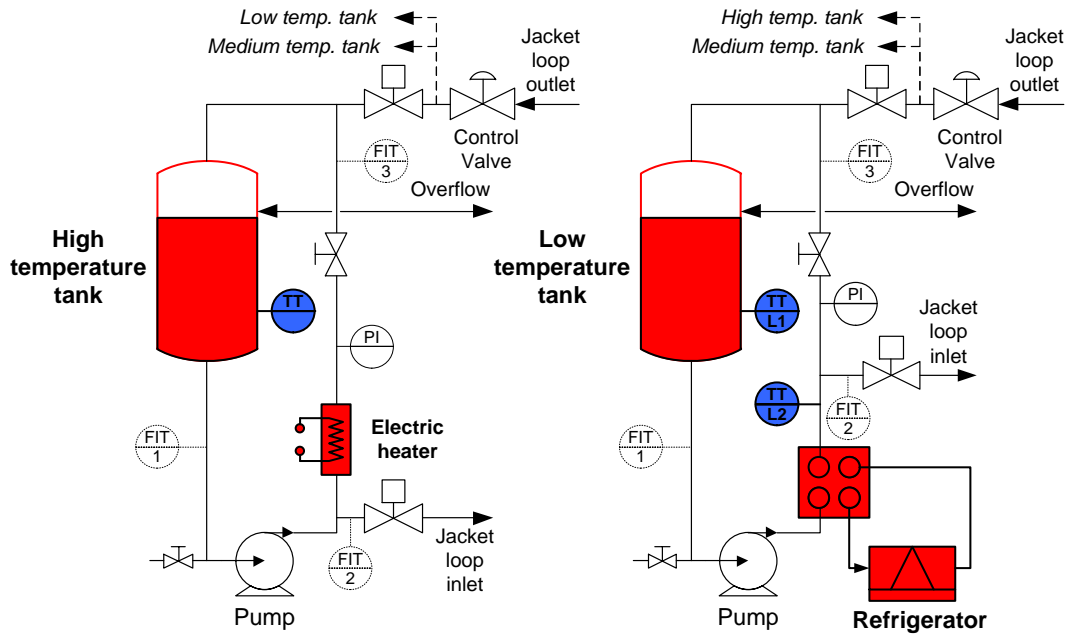 Low temp. tank
Medium temp. tank
Jacket
loop
outlet
Control
Valve
FIT
3
Overflow
High
temperature
tank
TT
PI
Electric
heater
FIT
1
FIT
2
Jacket
loop
inlet
Pump
High temp. tank
Medium temp. tank
Jacket
loop
outlet
Control
Valve
FIT
3
Overflow
Low
temperature
tank
TT
L1
PI
Jacket
loop
inlet
TT
L2
FIT
2
FIT
1
Pump
Refrigerator